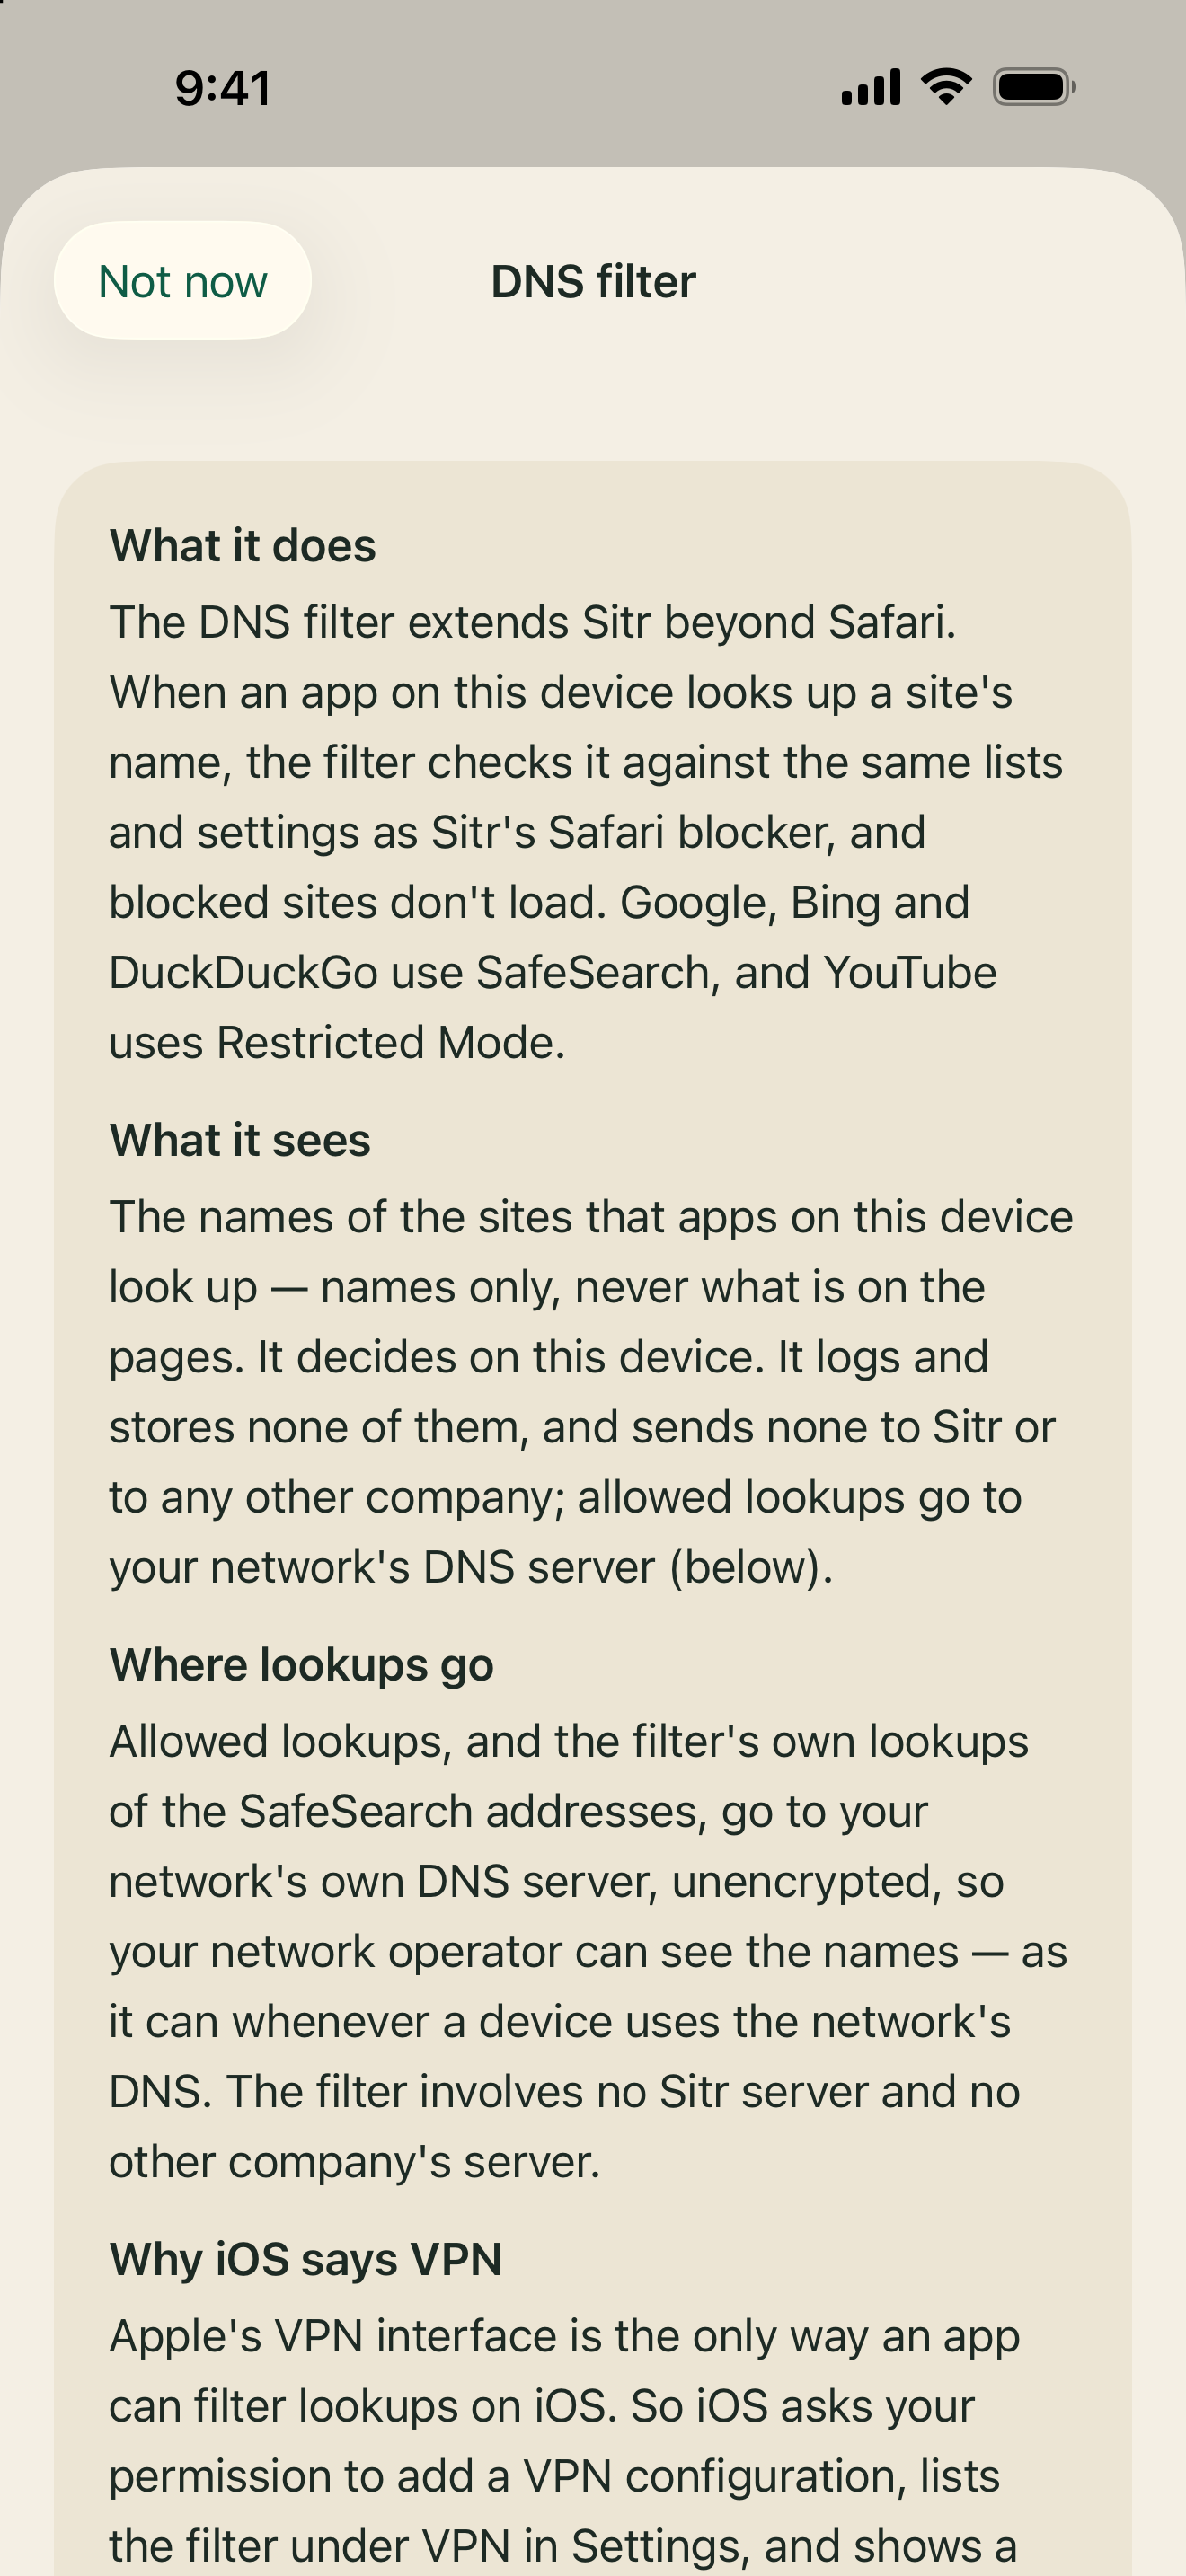 9:41
Not now
DNS filter
What it does
The DNS filter extends Sitr beyond Safari.
When an app on this device looks up a site's
name, the filter checks it against the same lists
and settings as Sitr's Safari blocker, and
blocked sites don't load. Google, Bing and
DuckDuckGo use SafeSearch, and YouTube
uses Restricted Mode.
What it sees
The names of the sites that apps on this device
look up — names only, never what is on the
pages. It decides on this device. It logs and
stores none of them, and sends none to Sitr or
to any other company; allowed lookups go to
your network's DNS server (below).
Where lookups go
Allowed lookups, and the filter's own lookups
of the SafeSearch addresses, go to your
network's own DNS server, unencrypted, so
your network operator can see the names — as
it can whenever a device uses the network's
DNS. The filter involves no Sitr server and no
other company's server.
Why iOS says VPN
Apple's VPN interface is the only way an app
can filter lookups on iOS. So iOS asks your
permission to add a VPN configuration, lists
the filter under VPN in Settings, and shows a